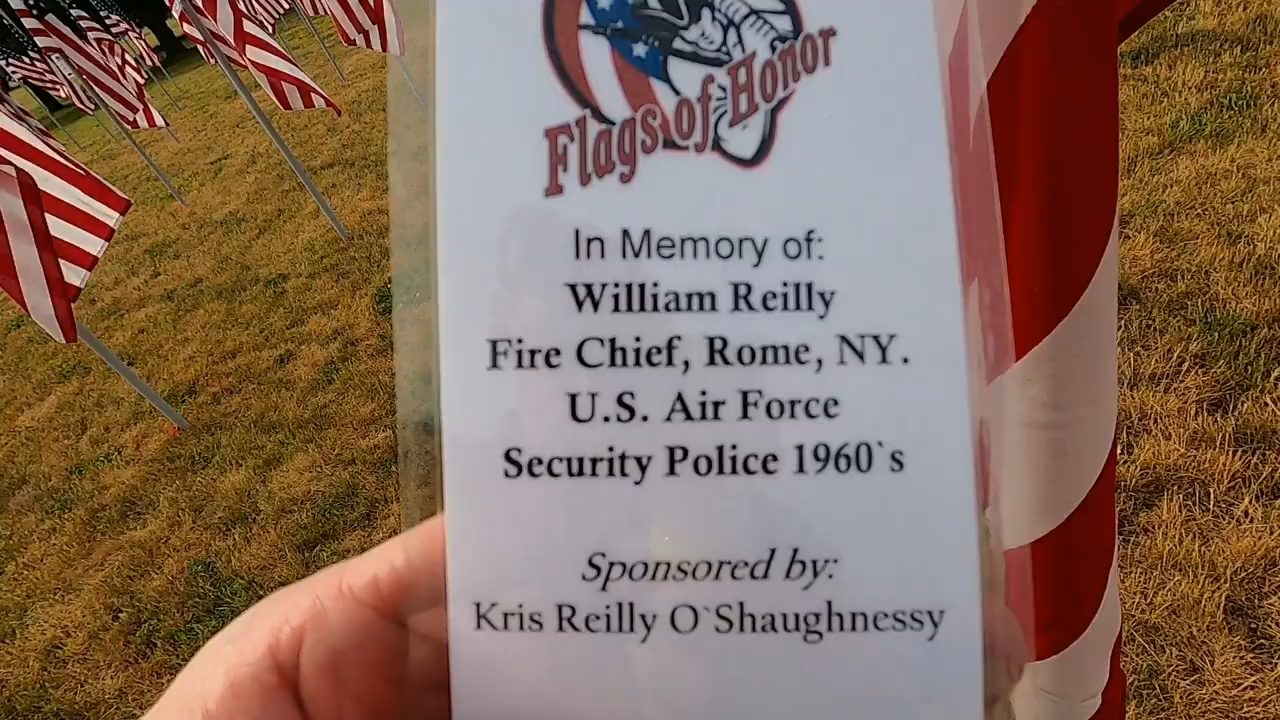 Flags of Honor
In Memory of:
William Reilly
Fire Chief, Rome, NY.
U.S. Air Force
Security Police 1960`s
Sponsored by:
Kris Reilly O`Shaughnessy